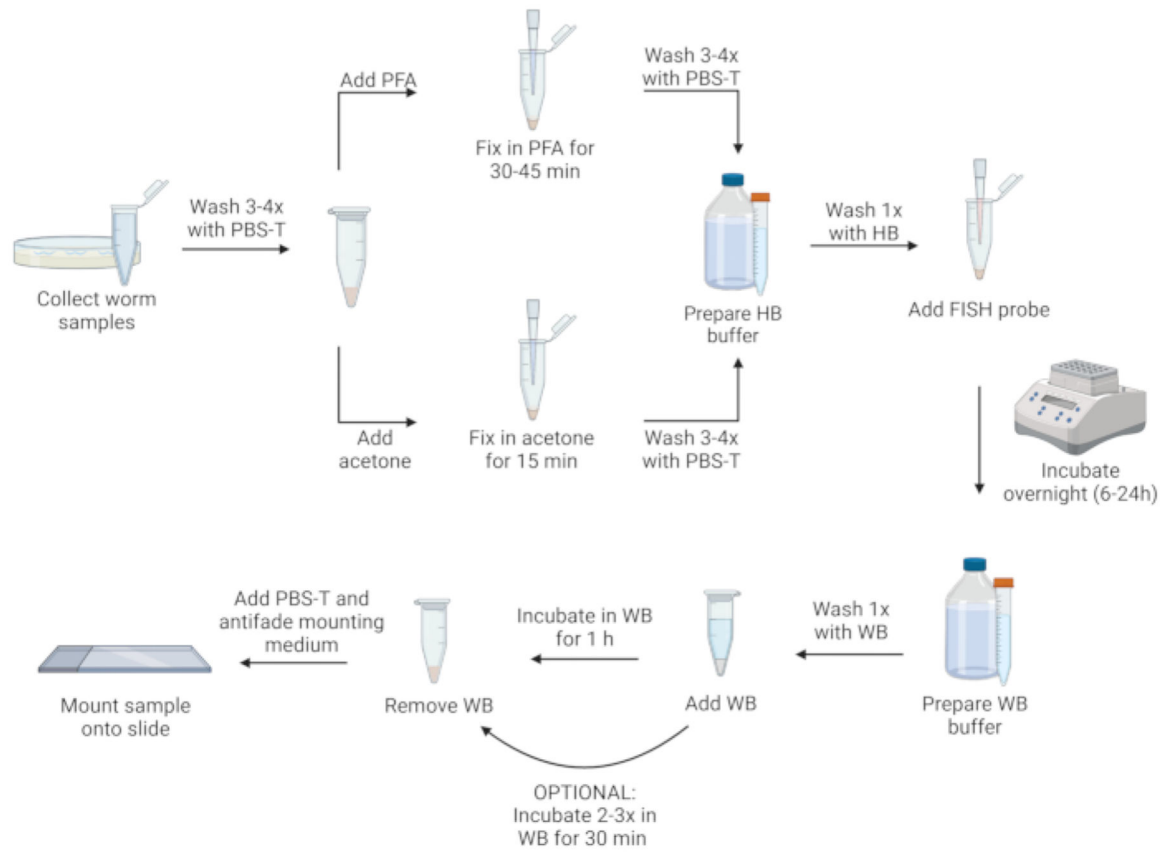 Collect worm
samples
Wash 3-4x
with PBS-T
Add PFA
Fix in PFA for
30-45 min
Wash 3-4x
with PBS-T
Add
acetone
Fix in acetone
for 15 min
Wash 3-4x
with PBS-T
Prepare HB
buffer
Wash 1x
with HB
Add FISH probe
Incubate
overnight (6-24h)
Prepare WB
buffer
Wash 1x
with WB
Add WB
Incubate in WB
for 1 h
OPTIONAL:
Incubate 2-3x in
WB for 30 min
Remove WB
Add PBS-T and
antifade mounting
medium
Mount sample
onto slide